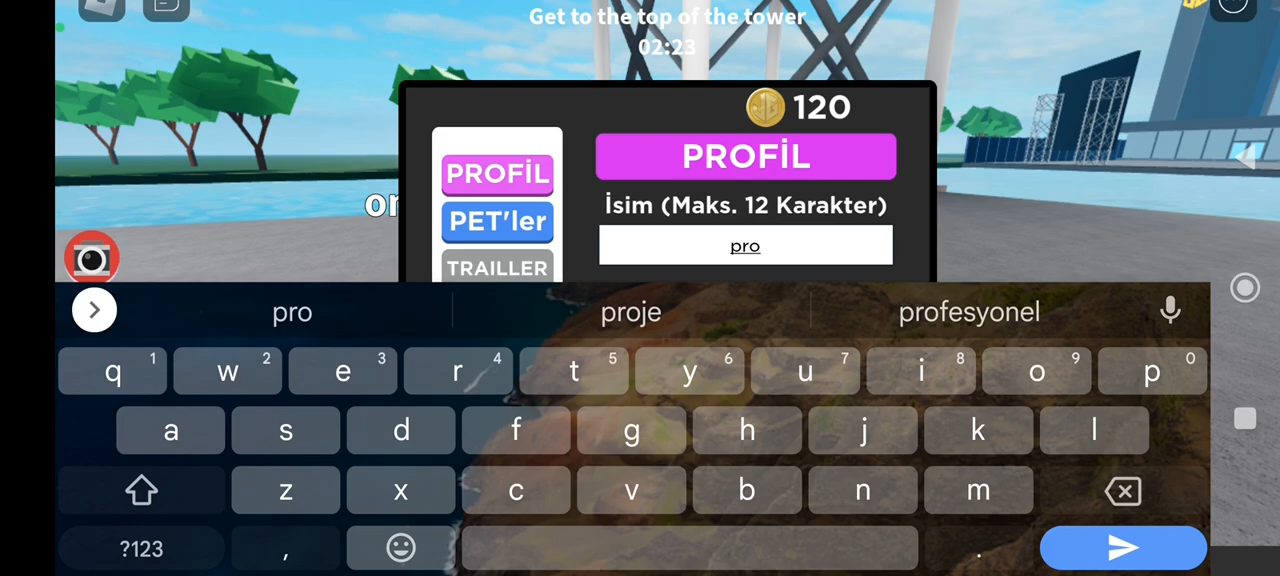 Get to the top of the tower
02:23
120
PROFİL
PROFİL
İsim (Maks. 12 Karakter)
PET'ler
pro
TRAILLER
pro proje profesyonel
q 1 w 2 e 3 r 4 t 5 y 6 u 7 i 8 o 9 p 0
a s d f g h j k l
z x c v b n m
?123 , .